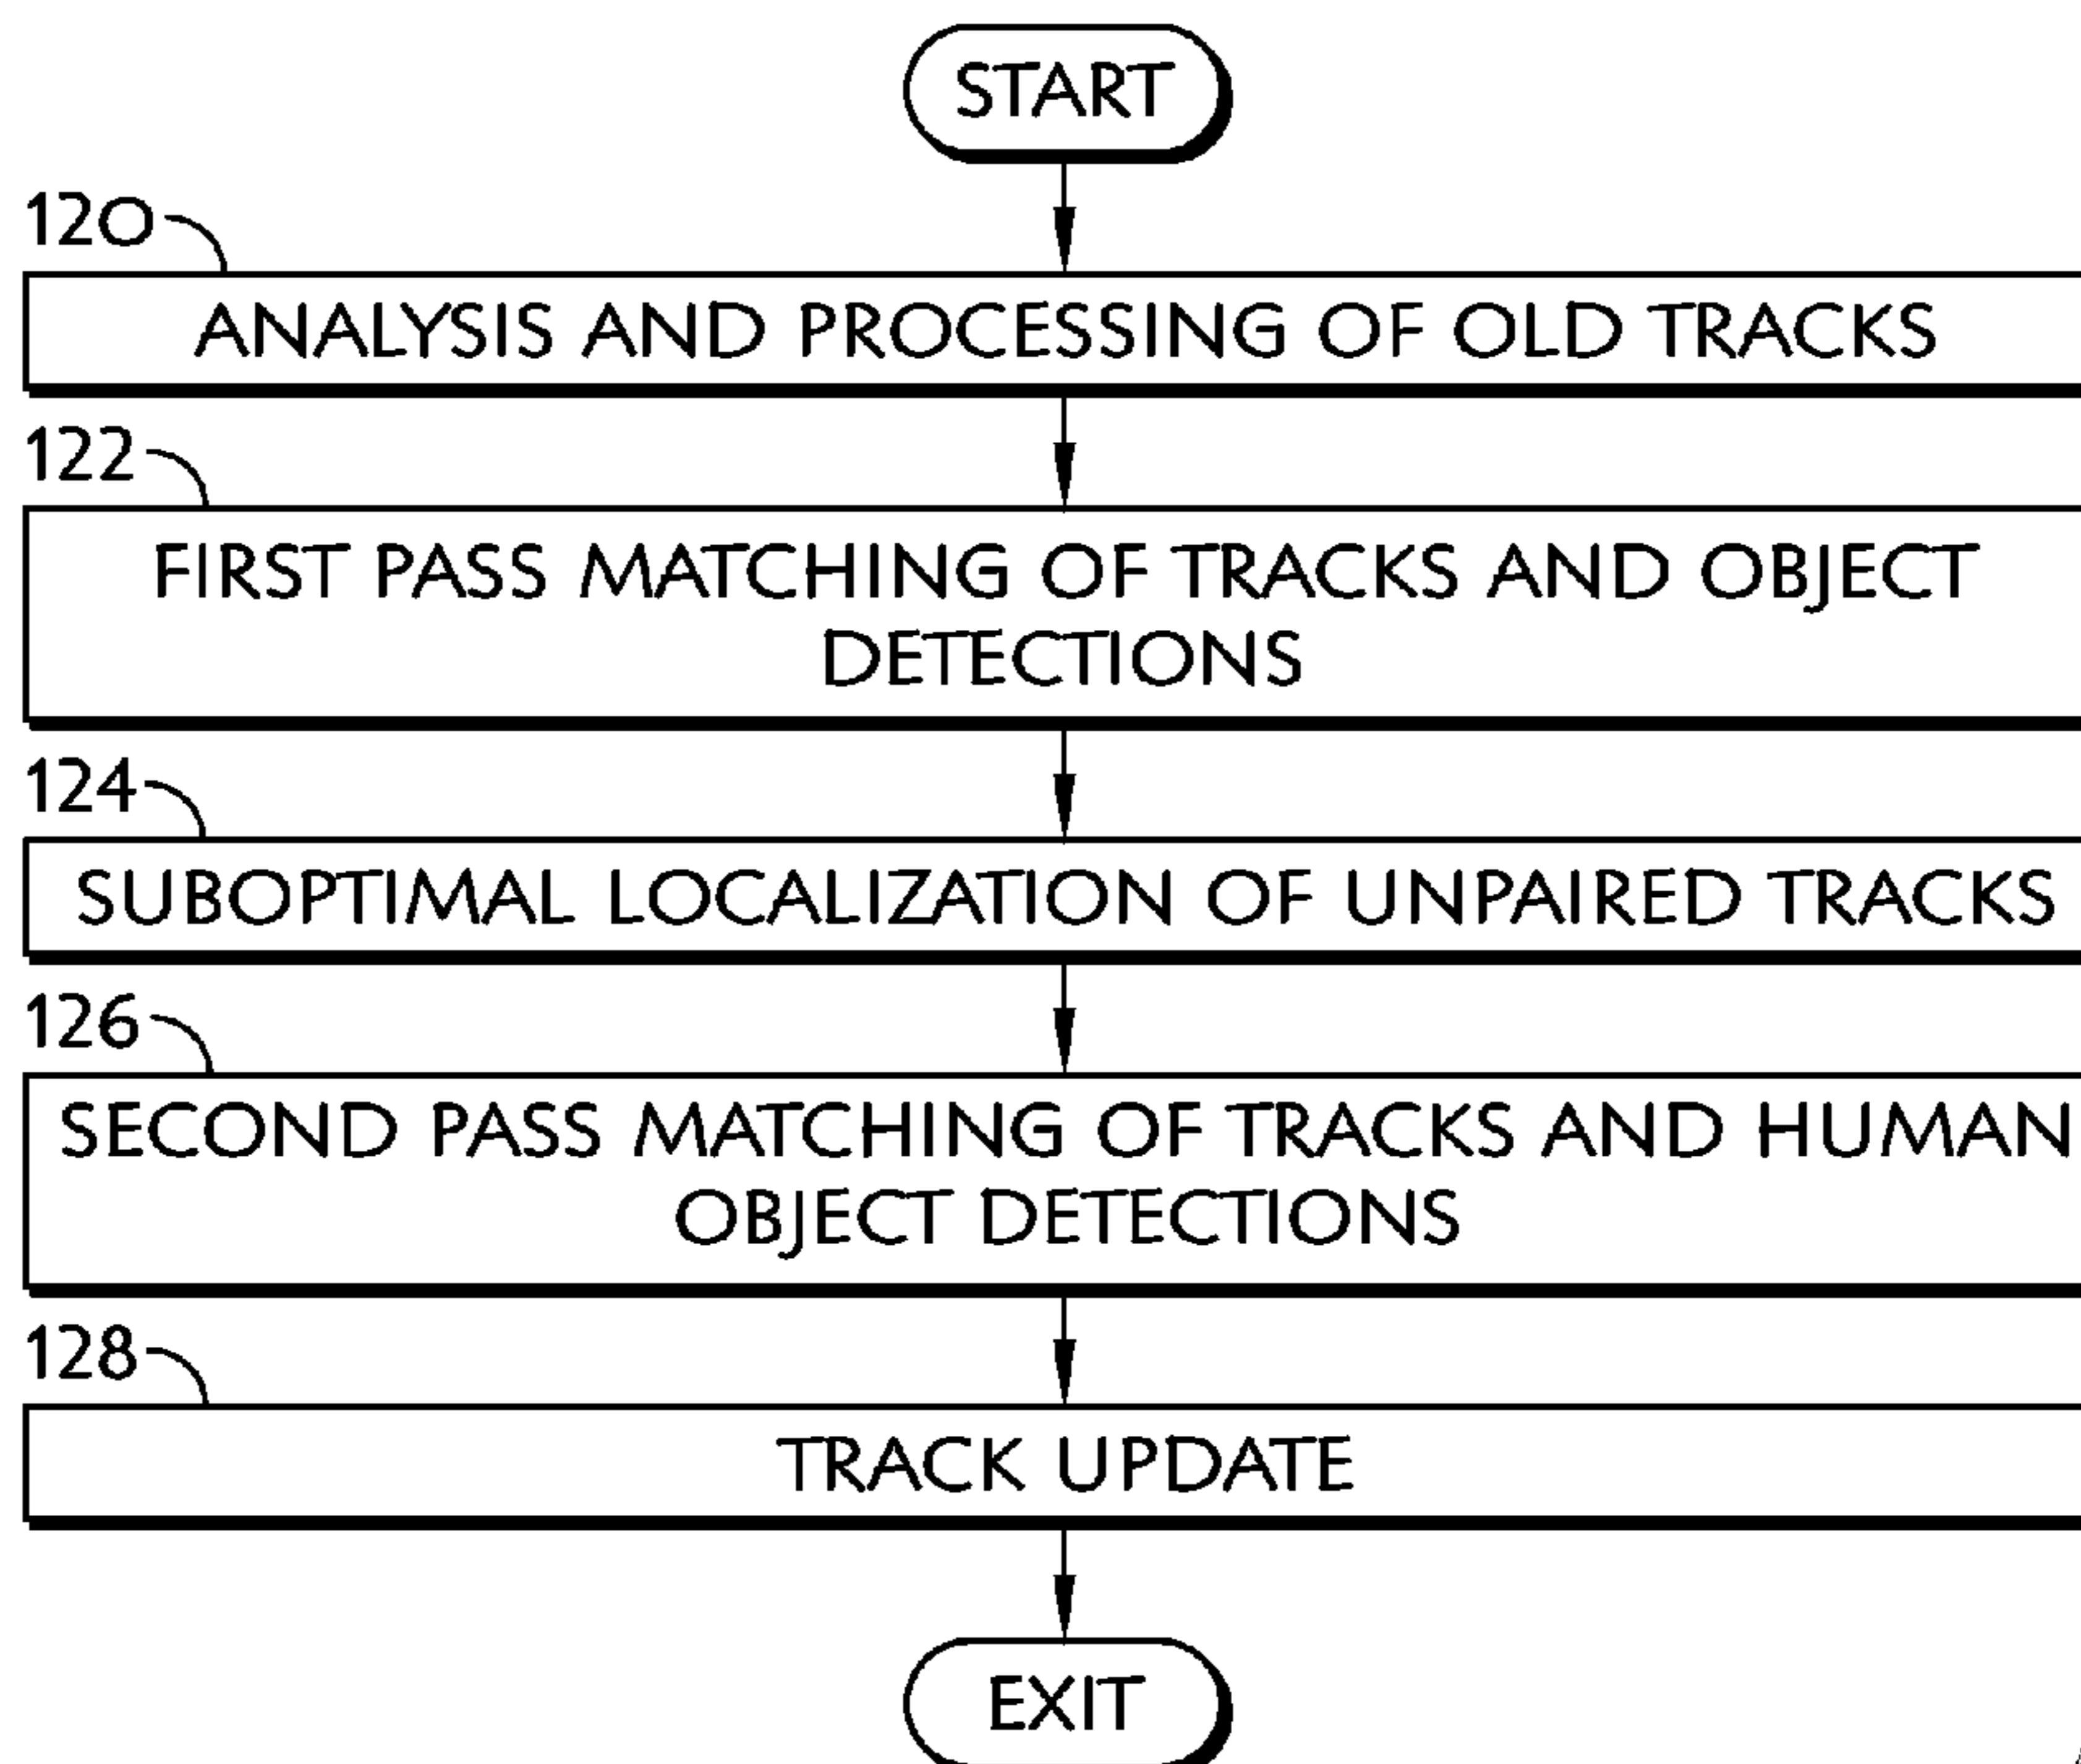 START
120
ANALYSIS AND PROCESSING OF OLD TRACKS
122
FIRST PASS MATCHING OF TRACKS AND OBJECT
DETECTIONS
124
SUBOPTIMAL LOCALIZATION OF UNPAIRED TRACKS
126
SECOND PASS MATCHING OF TRACKS AND HUMAN
OBJECT DETECTIONS
128
TRACK UPDATE
EXIT